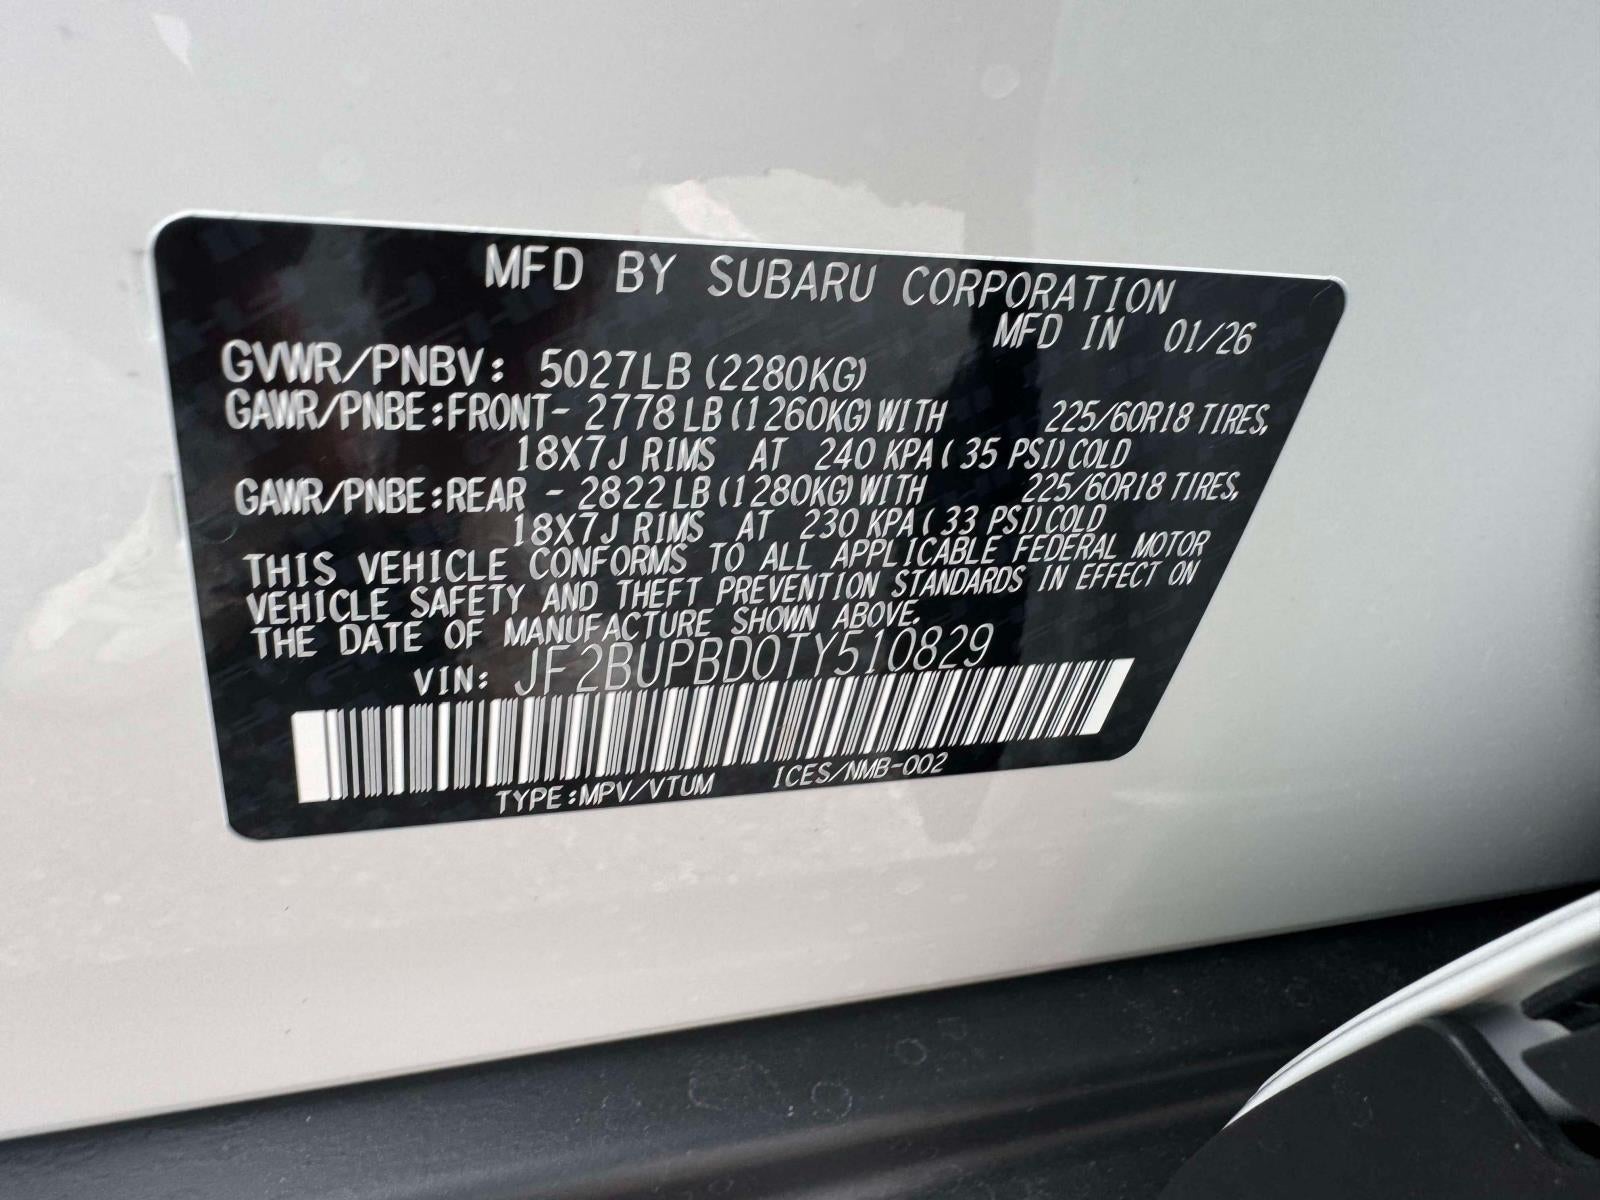 MFD BY SUBARU CORPORATION
MFD IN 01/26
GVWR/PNBV: 5027LB (2280KG)
GAWR/PNBE:FRONT- 2778 LB (1260KG) WITH 225/60R18 TIRES,
18X7J RIMS AT 240 KPA ( 35 PSI) COLD
GAWR/PNBE:REAR - 2822 LB (1280KG) WITH 225/60R18 TIRES,
18X7J RIMS AT 230 KPA ( 33 PSI) COLD
THIS VEHICLE CONFORMS TO ALL APPLICABLE FEDERAL MOTOR
VEHICLE SAFETY AND THEFT PREVENTION STANDARDS IN EFFECT ON
THE DATE OF MANUFACTURE SHOWN ABOVE.
VIN: JF2BUPBD0TY510829
TYPE:MPV/VTUM ICES/NMB-002